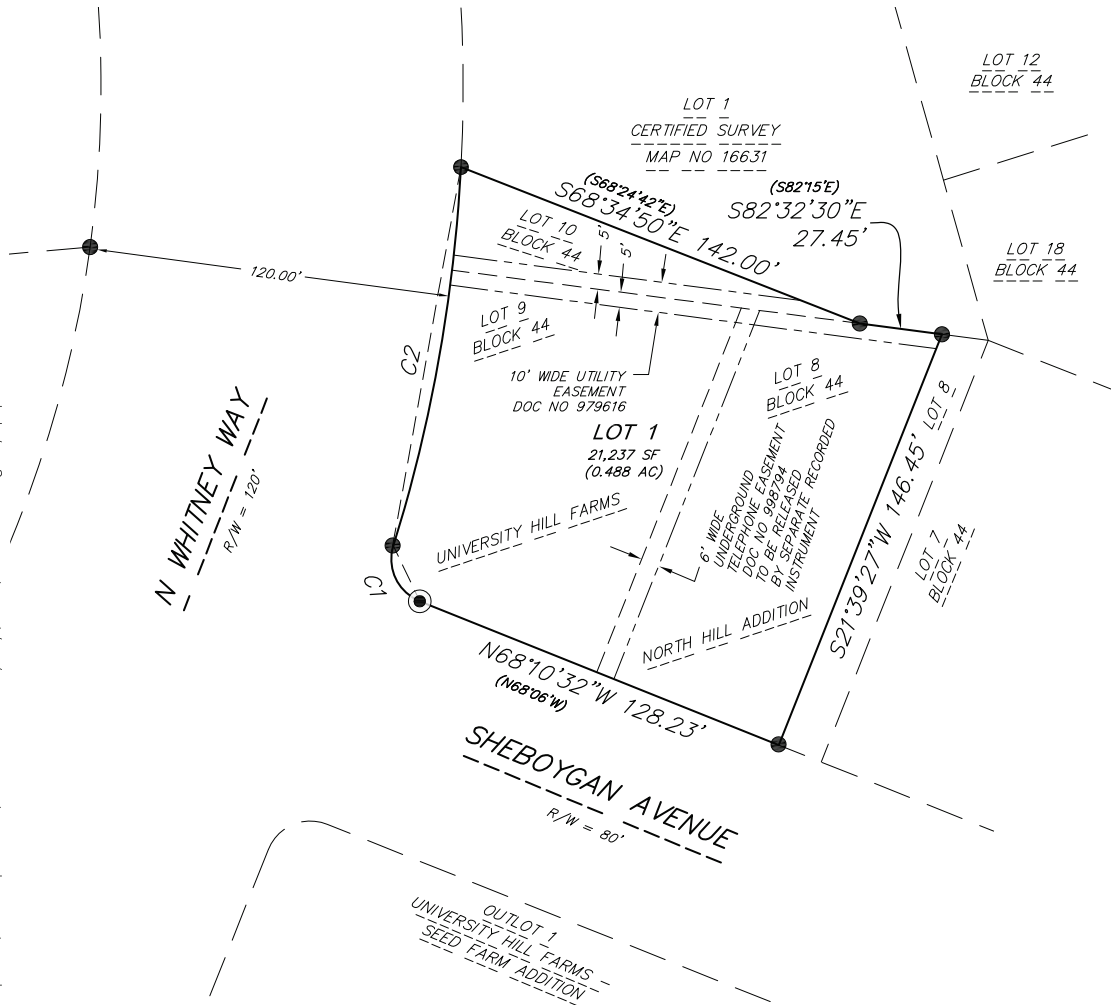 LOT 12
BLOCK 44
LOT 1
CERTIFIED SURVEY
MAP NO 16631
(S68°24'42"E)
S68°34'50"E 142.00'
(S82°15'E)
S82°32'30"E
27.45'
LOT 18
BLOCK 44
LOT 10
BLOCK 44
5'
5'
120.00'
LOT 9
BLOCK 44
C2
10' WIDE UTILITY
EASEMENT
DOC NO 979616
LOT 8
BLOCK 44
LOT 1
21,237 SF
(0.488 AC)
N WHITNEY WAY
R/W = 120'
UNIVERSITY HILL FARMS
6' WIDE
UNDERGROUND
TELEPHONE EASEMENT
DOC NO 998794
TO BE RELEASED
BY SEPARATE RECORDED
INSTRUMENT
S21°39'27"W 146.45'
LOT 8
LOT 7
BLOCK 44
C1
NORTH HILL ADDITION
N68°10'32"W 128.23'
(N68°06'W)
SHEBOYGAN AVENUE
R/W = 80'
OUTLOT 1
UNIVERSITY HILL FARMS -
SEED FARM ADDITION